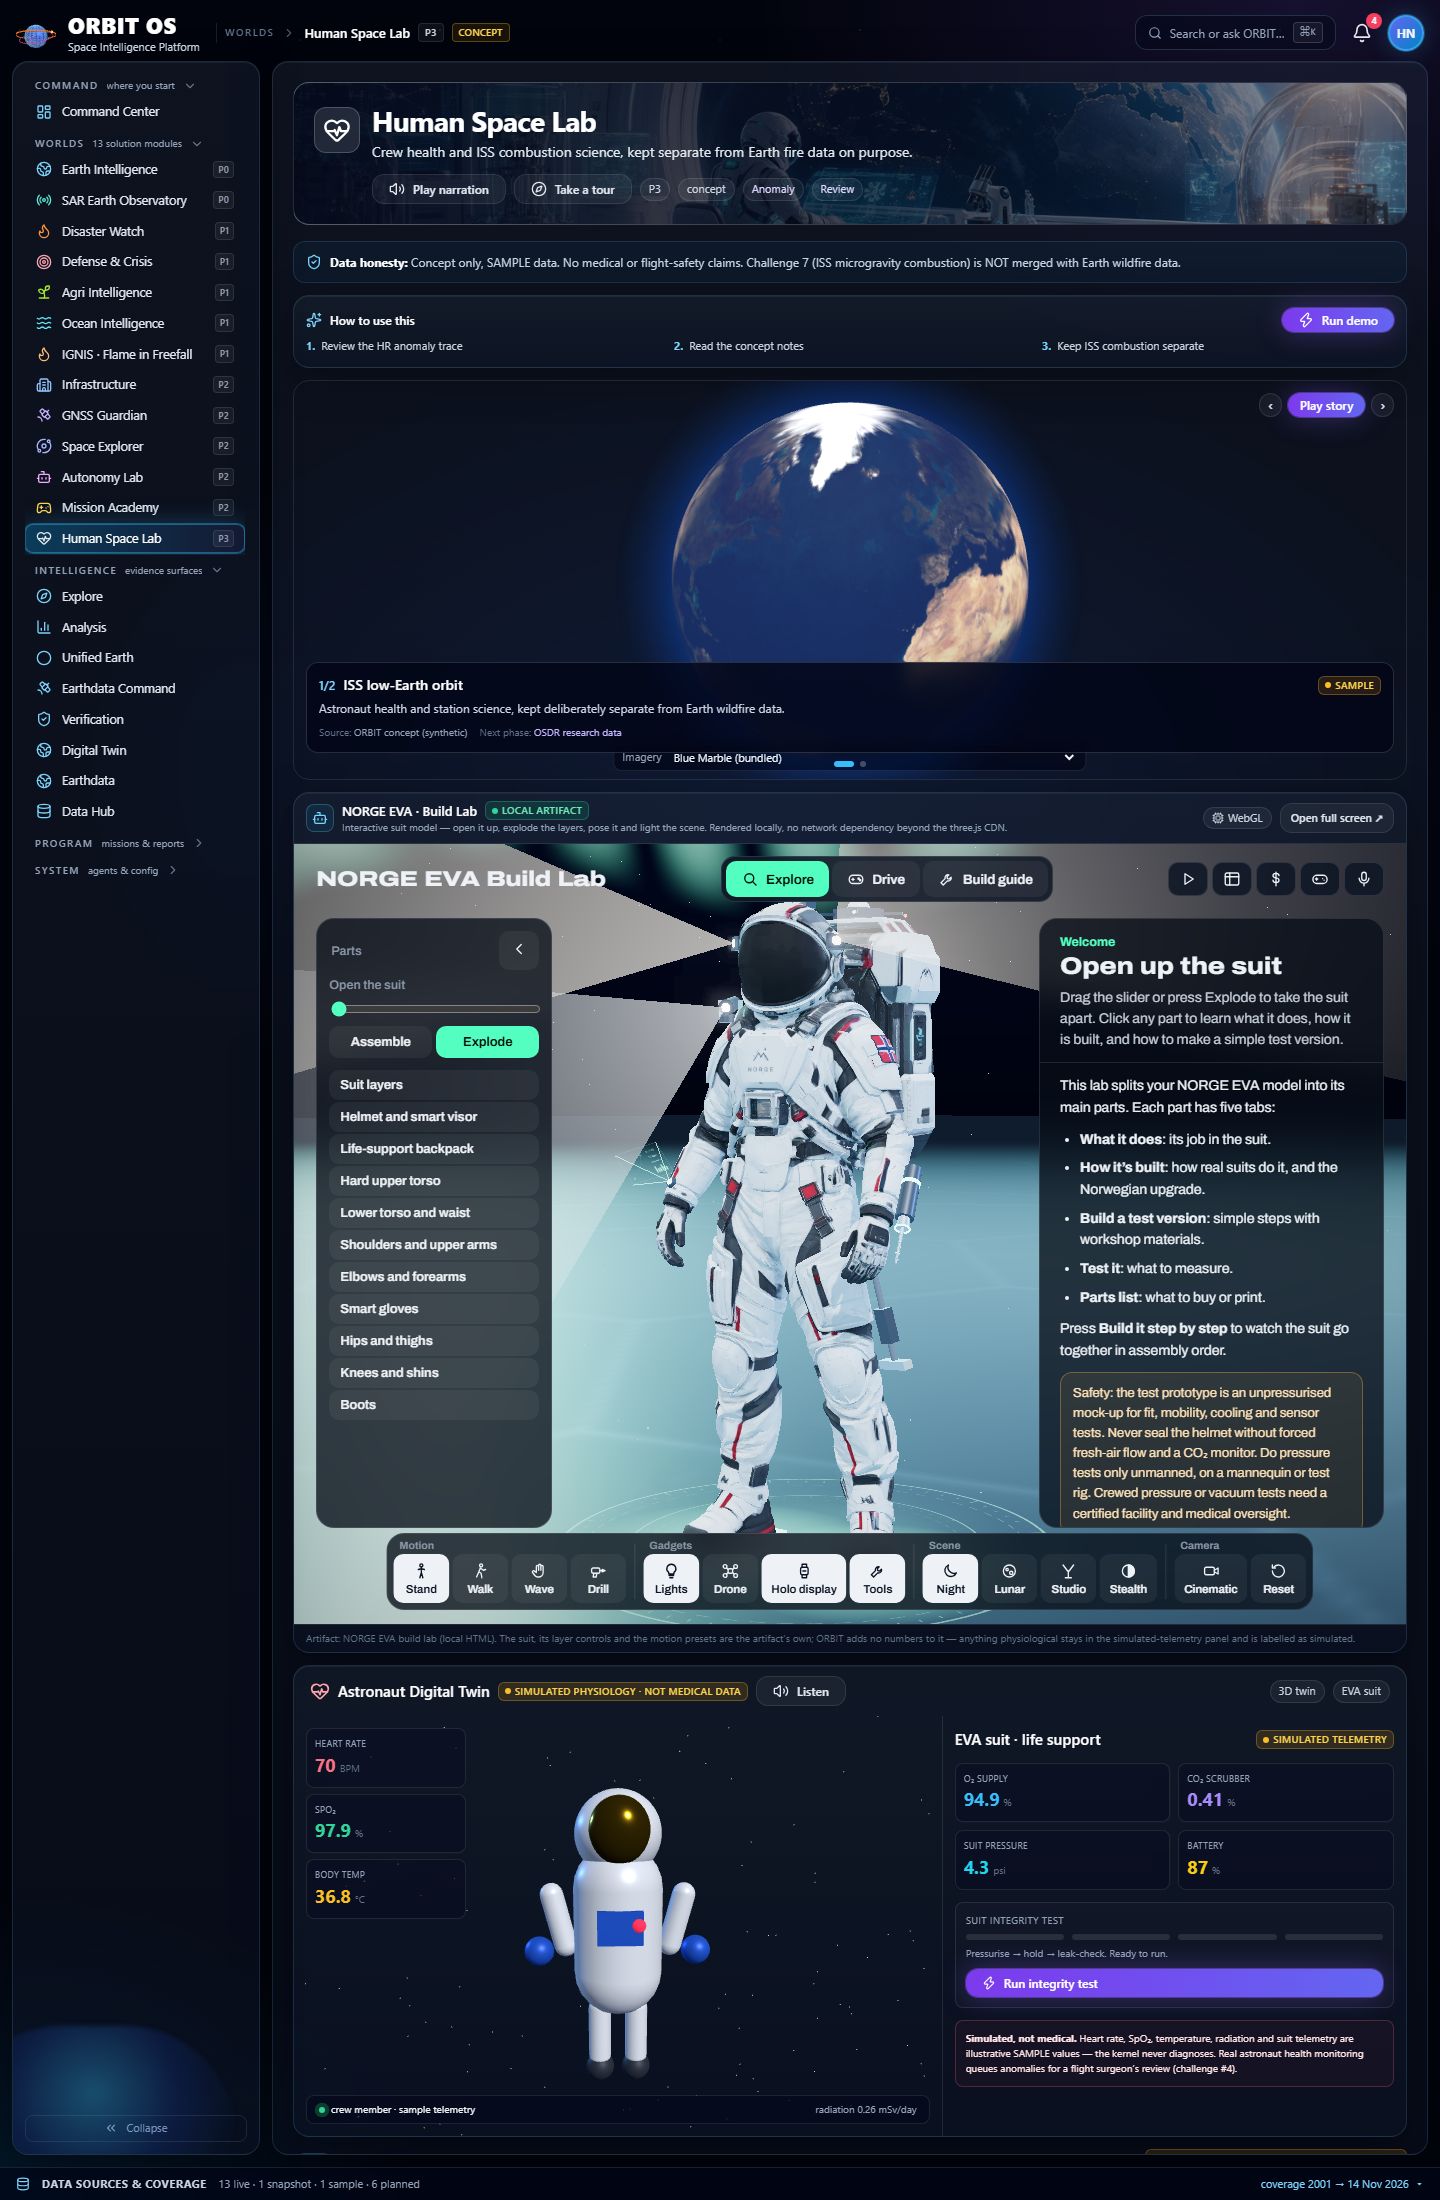 ORBIT OS
Space Intelligence Platform
WORLDS > Human Space Lab P3 CONCEPT
Search or ask ORBIT... ⌘K
4
HN
COMMAND where you start
Command Center
WORLDS 13 solution modules
Earth Intelligence P0
SAR Earth Observatory P0
Disaster Watch P1
Defense & Crisis P1
Agri Intelligence P1
Ocean Intelligence P1
IGNIS · Flame in Freefall P1
Infrastructure P2
GNSS Guardian P2
Space Explorer P2
Autonomy Lab P2
Mission Academy P2
Human Space Lab P3
INTELLIGENCE evidence surfaces
Explore
Analysis
Unified Earth
Earthdata Command
Verification
Digital Twin
Earthdata
Data Hub
PROGRAM missions & reports
SYSTEM agents & config
Collapse
Human Space Lab
Crew health and ISS combustion science, kept separate from Earth fire data on purpose.
Play narration Take a tour P3 concept Anomaly Review
Data honesty: Concept only, SAMPLE data. No medical or flight-safety claims. Challenge 7 (ISS microgravity combustion) is NOT merged with Earth wildfire data.
How to use this
Run demo
1. Review the HR anomaly trace
2. Read the concept notes
3. Keep ISS combustion separate
‹ Play story ›
1/2 ISS low-Earth orbit
SAMPLE
Astronaut health and station science, kept deliberately separate from Earth wildfire data.
Source: ORBIT concept (synthetic) Next phase: OSDR research data
Imagery Blue Marble (bundled)
NORGE EVA · Build Lab LOCAL ARTIFACT
Interactive suit model — open it up, explode the layers, pose it and light the scene. Rendered locally, no network dependency beyond the three.js CDN.
WebGL Open full screen ↗
NORGE EVA Build Lab
Explore Drive Build guide
Parts
Open the suit
Assemble Explode
Suit layers
Helmet and smart visor
Life-support backpack
Hard upper torso
Lower torso and waist
Shoulders and upper arms
Elbows and forearms
Smart gloves
Hips and thighs
Knees and shins
Boots
NORGE
Welcome
Open up the suit
Drag the slider or press Explode to take the suit
apart. Click any part to learn what it does, how it
is built, and how to make a simple test version.
This lab splits your NORGE EVA model into its
main parts. Each part has five tabs:
• What it does: its job in the suit.
• How it's built: how real suits do it, and the
Norwegian upgrade.
• Build a test version: simple steps with
workshop materials.
• Test it: what to measure.
• Parts list: what to buy or print.
Press Build it step by step to watch the suit go
together in assembly order.
Safety: the test prototype is an unpressurised
mock-up for fit, mobility, cooling and sensor
tests. Never seal the helmet without forced
fresh-air flow and a CO₂ monitor. Do pressure
tests only unmanned, on a mannequin or test
rig. Crewed pressure or vacuum tests need a
certified facility and medical oversight.
Motion Gadgets Scene Camera
Stand Walk Wave Drill Lights Drone Holo display Tools Night Lunar Studio Stealth Cinematic Reset
Artifact: NORGE EVA build lab (local HTML). The suit, its layer controls and the motion presets are the artifact's own; ORBIT adds no numbers to it — anything physiological stays in the simulated-telemetry panel and is labelled as simulated.
Astronaut Digital Twin SIMULATED PHYSIOLOGY · NOT MEDICAL DATA Listen
3D twin EVA suit
HEART RATE
70 BPM
SPO₂
97.9 %
BODY TEMP
36.8 °C
crew member · sample telemetry
radiation 0.26 mSv/day
EVA suit · life support SIMULATED TELEMETRY
O₂ SUPPLY
94.9 %
CO₂ SCRUBBER
0.41 %
SUIT PRESSURE
4.3 psi
BATTERY
87 %
SUIT INTEGRITY TEST
Pressurise → hold → leak-check. Ready to run.
Run integrity test
Simulated, not medical. Heart rate, SpO₂, temperature, radiation and suit telemetry are
illustrative SAMPLE values — the kernel never diagnoses. Real astronaut health monitoring
queues anomalies for a flight surgeon's review (challenge #4).
DATA SOURCES & COVERAGE 13 live · 1 snapshot · 1 sample · 6 planned
coverage 2001 → 14 Nov 2026